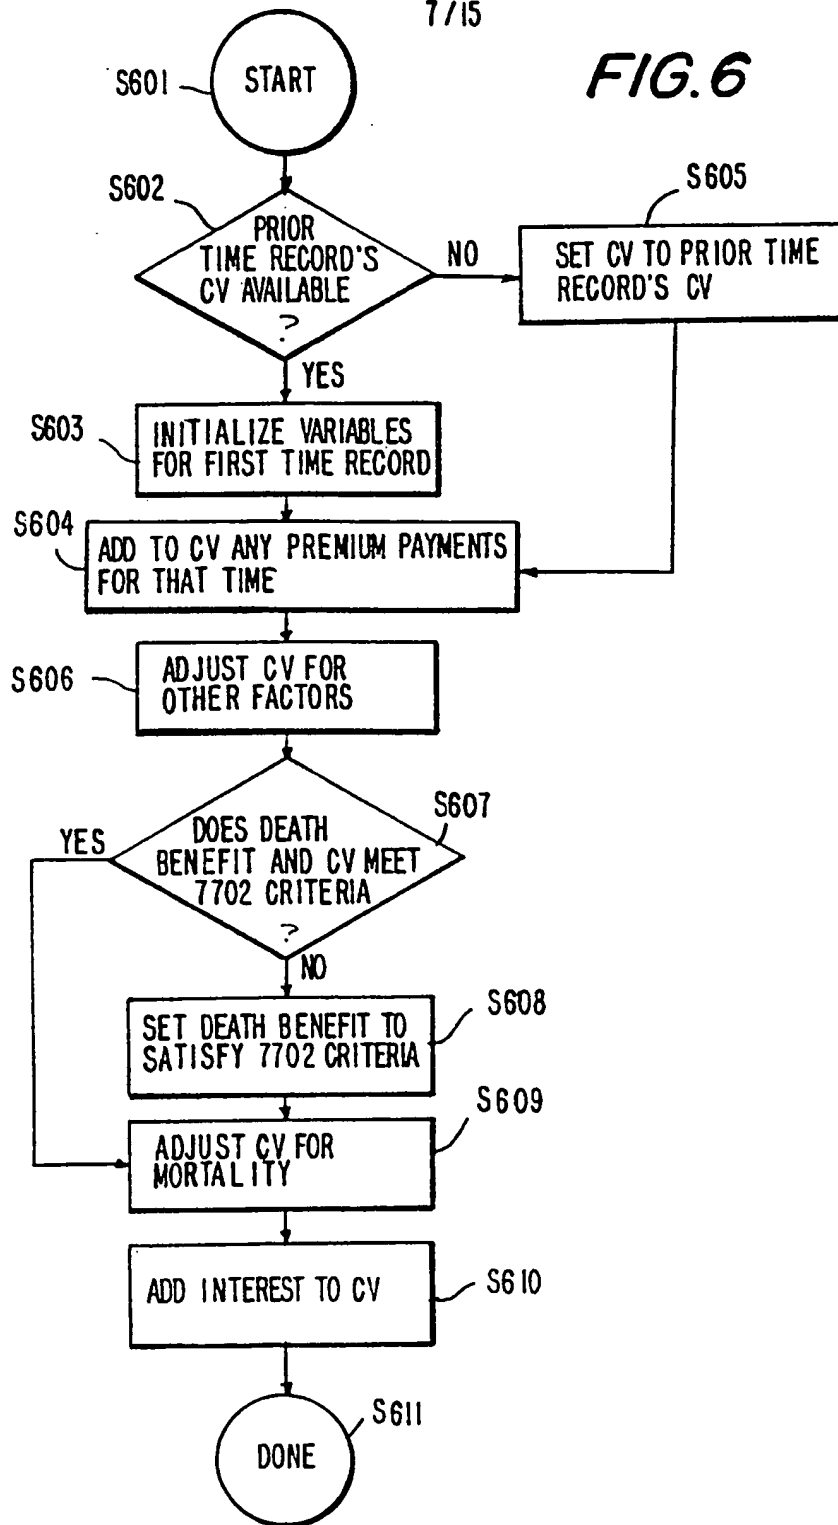 7/15
FIG.6
S601
START
S602
PRIOR
TIME RECORD'S
CV AVAILABLE
?
NO
S605
SET CV TO PRIOR TIME
RECORD'S CV
YES
S603
INITIALIZE VARIABLES
FOR FIRST TIME RECORD
S604
ADD TO CV ANY PREMIUM PAYMENTS
FOR THAT TIME
S606
ADJUST CV FOR
OTHER FACTORS
S607
YES
DOES DEATH
BENEFIT AND CV MEET
7702 CRITERIA
?
NO
S608
SET DEATH BENEFIT TO
SATISFY 7702 CRITERIA
S609
ADJUST CV FOR
MORTALITY
S610
ADD INTEREST TO CV
S611
DONE